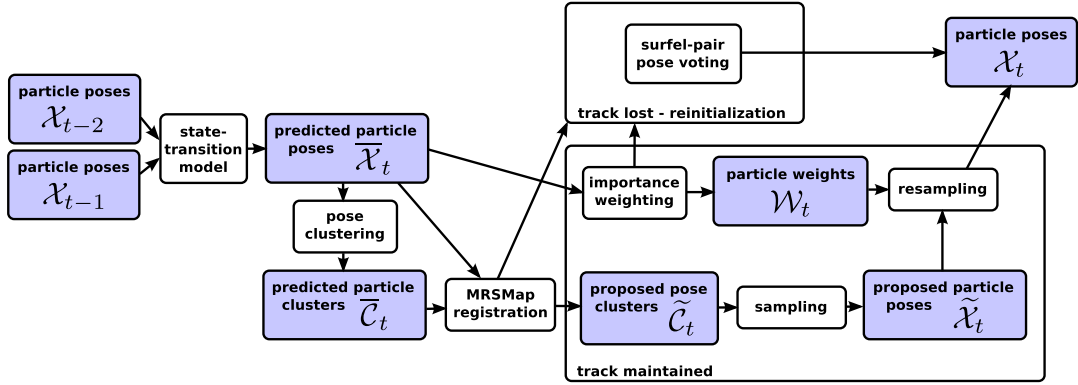 particle poses
𝒳t−2
particle poses
𝒳t−1
state-
transition
model
predicted particle
poses 𝒳̅t
pose
clustering
predicted particle
clusters 𝒞̅t
MRSMap
registration
surfel-pair
pose voting
track lost - reinitialization
particle poses
𝒳t
importance
weighting
particle weights
𝒲t
resampling
proposed pose
clusters 𝒞̃t
sampling
proposed particle
poses 𝒳̃t
track maintained